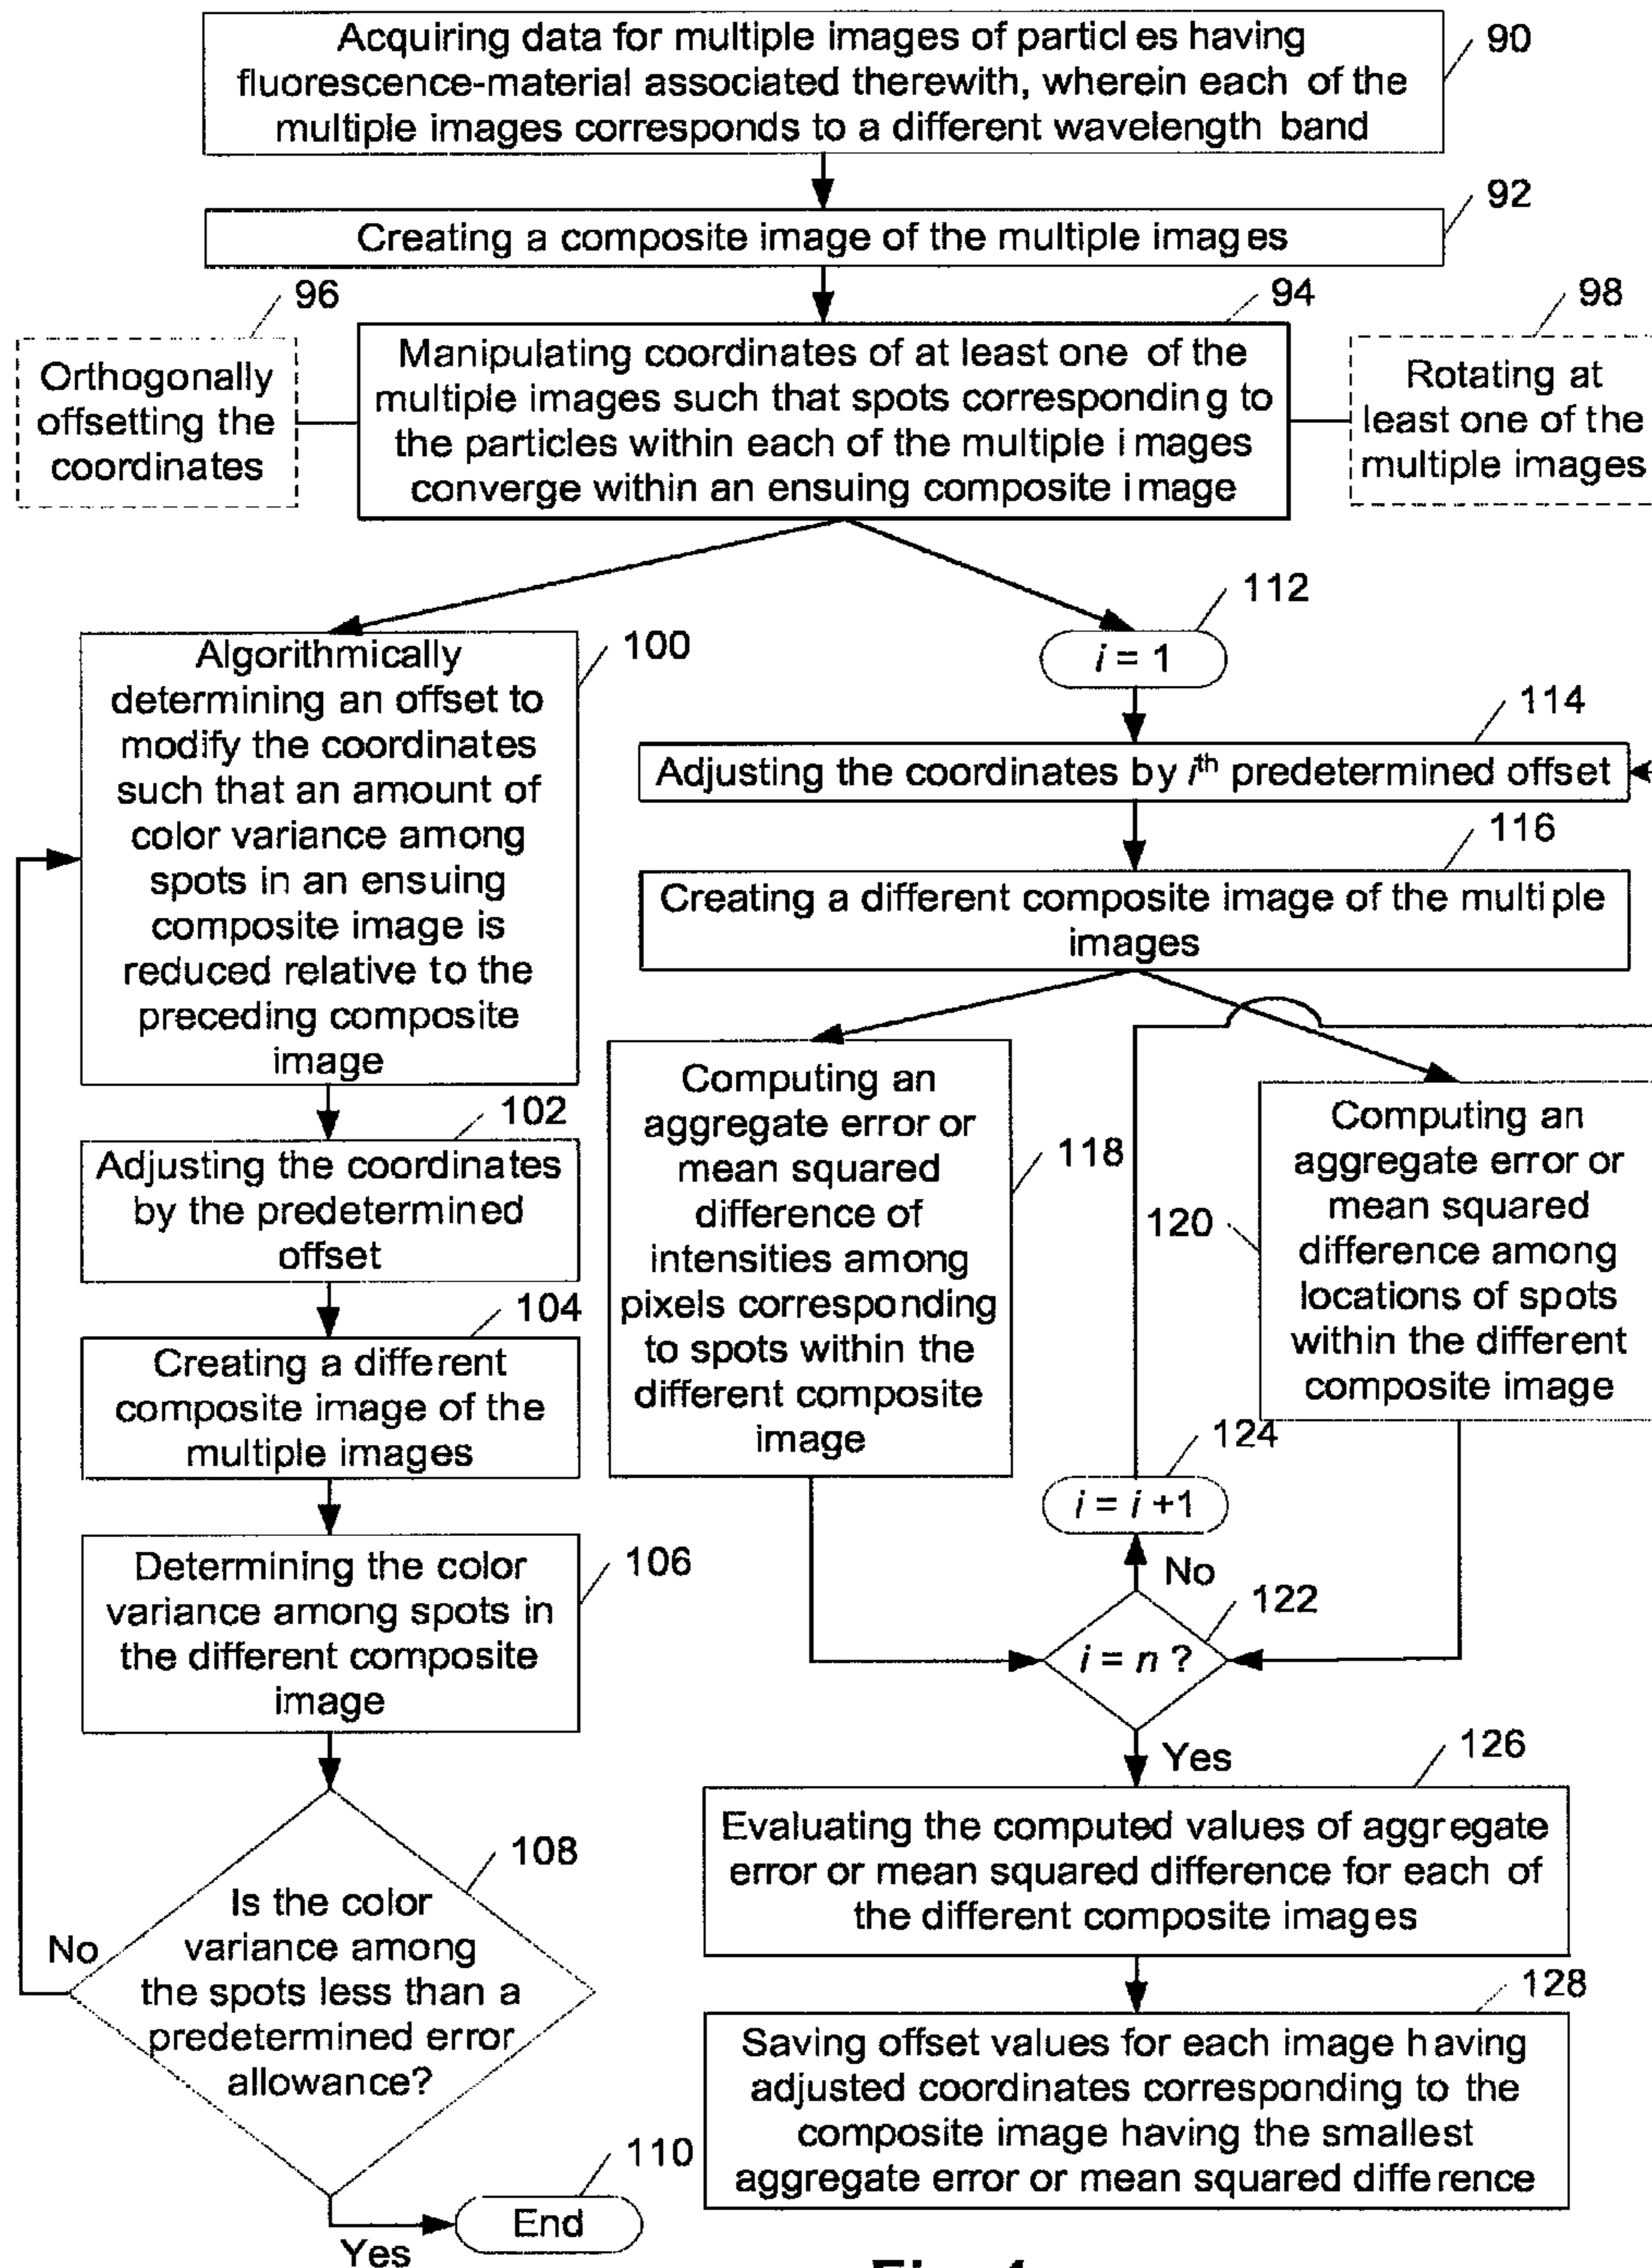 Acquiring data for multiple images of particles having
fluorescence-material associated therewith, wherein each of the
multiple images corresponds to a different wavelength band
90
Creating a composite image of the multiple images
92
96
Orthogonally
offsetting the
coordinates
94
Manipulating coordinates of at least one of the
multiple images such that spots corresponding to
the particles within each of the multiple images
converge within an ensuing composite image
98
Rotating at
least one of the
multiple images
100
Algorithmically
determining an offset to
modify the coordinates
such that an amount of
color variance among
spots in an ensuing
composite image is
reduced relative to the
preceding composite
image
102
Adjusting the coordinates
by the predetermined
offset
104
Creating a different
composite image of the
multiple images
106
Determining the color
variance among spots in
the different composite
image
108
Is the color
variance among
the spots less than a
predetermined error
allowance?
No
Yes
110
End
112
i = 1
114
Adjusting the coordinates by ith predetermined offset
116
Creating a different composite image of the multiple
images
118
Computing an
aggregate error or
mean squared
difference of
intensities among
pixels corresponding
to spots within the
different composite
image
120
Computing an
aggregate error or
mean squared
difference among
locations of spots
within the different
composite image
124
i = i +1
No
122
i = n ?
Yes
126
Evaluating the computed values of aggregate
error or mean squared difference for each of
the different composite images
128
Saving offset values for each image having
adjusted coordinates corresponding to the
composite image having the smallest
aggregate error or mean squared difference